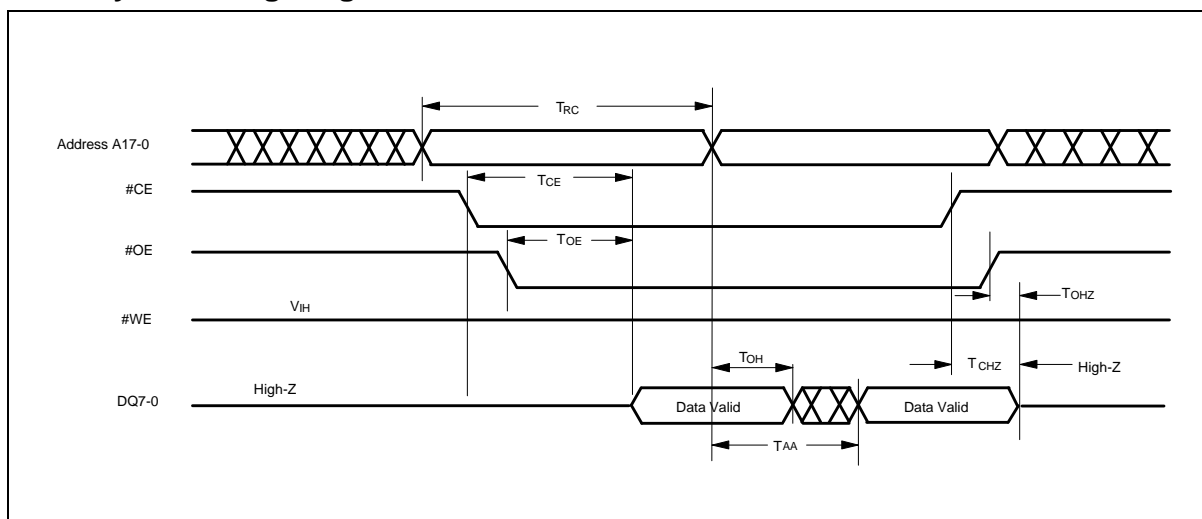 TRC
Address A17-0
TCE
#CE
TOE
#OE
TOHZ
VIH
#WE
TOH
TCHZ
High-Z
High-Z
DQ7-0
Data Valid
Data Valid
TAA